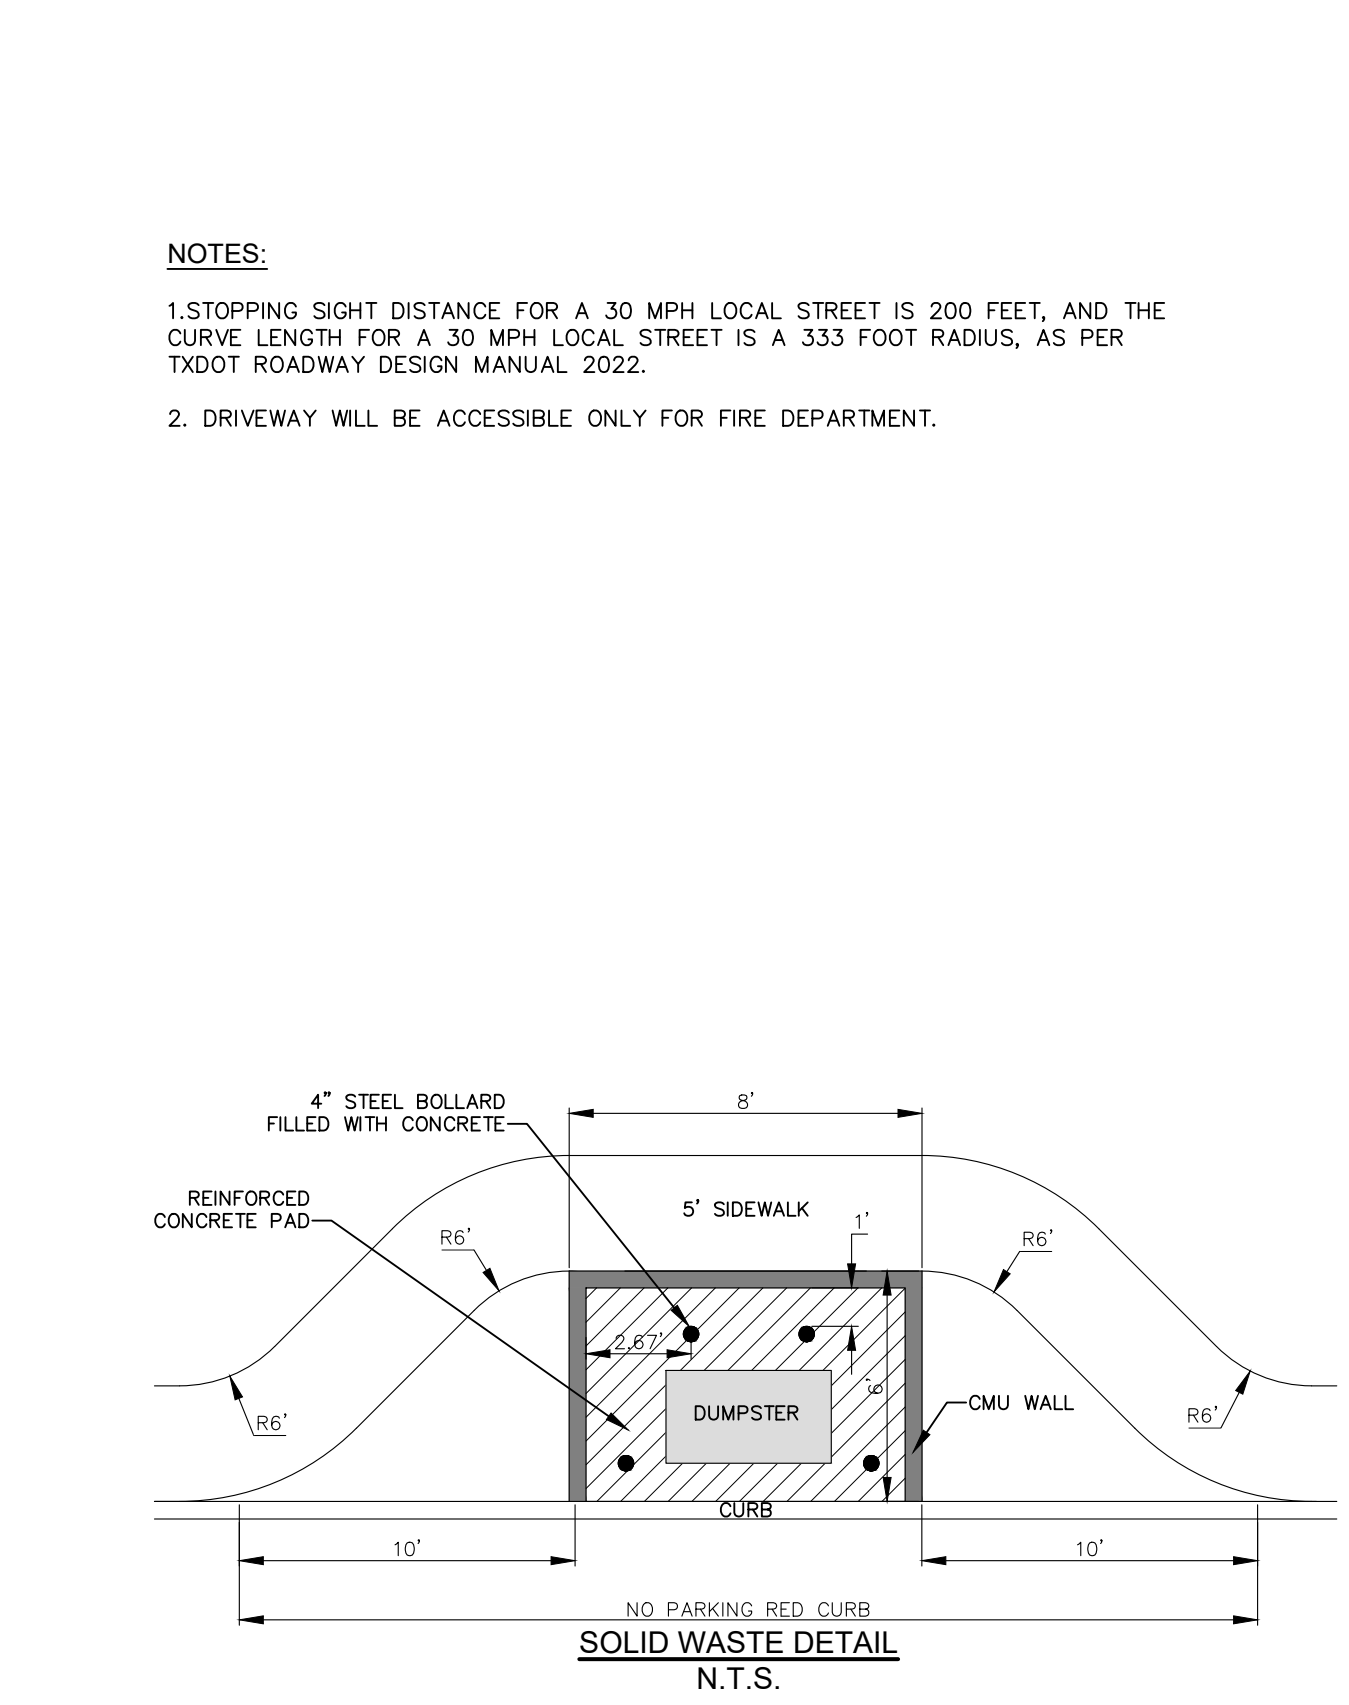 NOTES:
1.STOPPING SIGHT DISTANCE FOR A 30 MPH LOCAL STREET IS 200 FEET, AND THE
CURVE LENGTH FOR A 30 MPH LOCAL STREET IS A 333 FOOT RADIUS, AS PER
TXDOT ROADWAY DESIGN MANUAL 2022.
2. DRIVEWAY WILL BE ACCESSIBLE ONLY FOR FIRE DEPARTMENT.
4" STEEL BOLLARD
FILLED WITH CONCRETE
8'
REINFORCED
CONCRETE PAD
5' SIDEWALK
1'
R6'
R6'
2.67'
6'
DUMPSTER
CMU WALL
R6'
R6'
CURB
10'
10'
NO PARKING RED CURB
SOLID WASTE DETAIL
N.T.S.